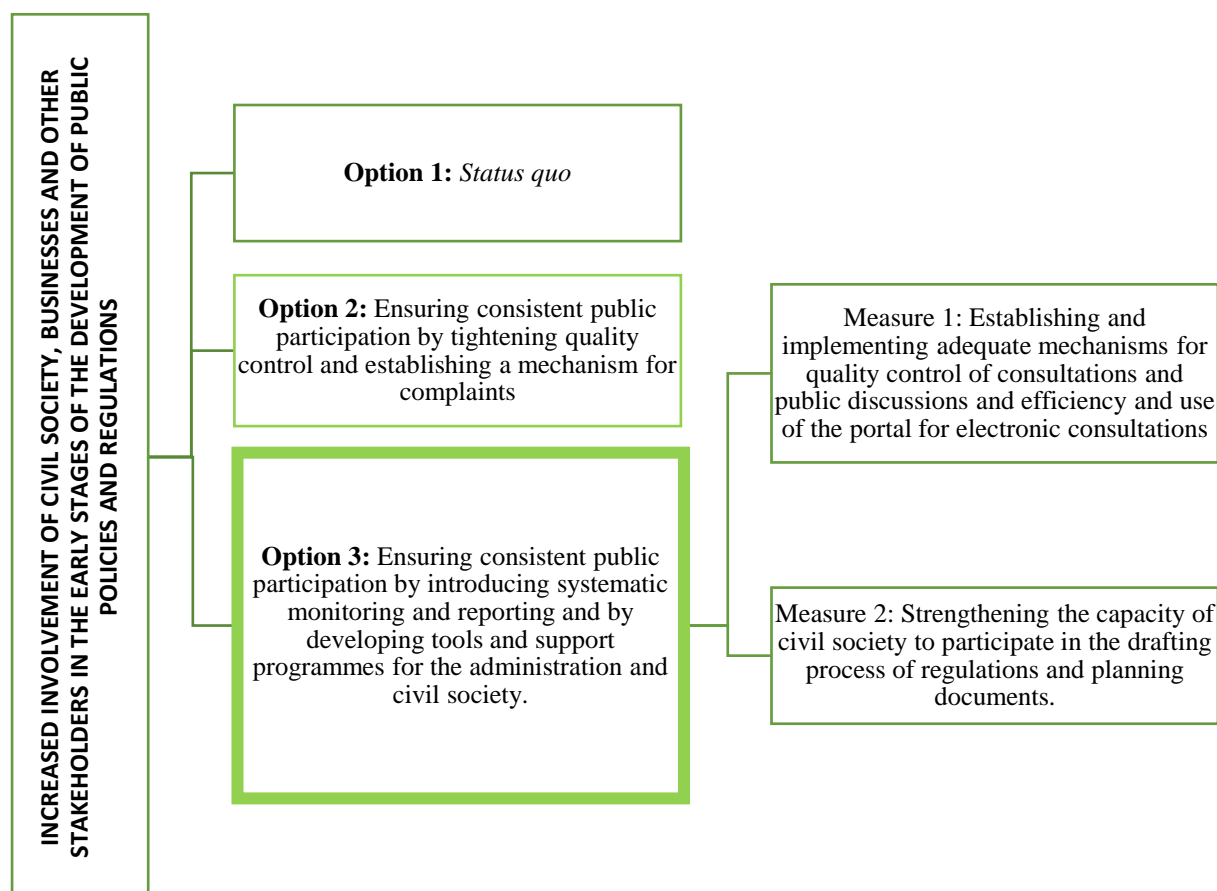 INCREASED INVOLVEMENT OF CIVIL SOCIETY, BUSINESSES AND OTHER
STAKEHOLDERS IN THE EARLY STAGES OF THE DEVELOPMENT OF PUBLIC
POLICIES AND REGULATIONS
Option 1: Status quo
Option 2: Ensuring consistent public
participation by tightening quality
control and establishing a mechanism for
complaints
Option 3: Ensuring consistent public
participation by introducing systematic
monitoring and reporting and by
developing tools and support
programmes for the administration and
civil society.
Measure 1: Establishing and
implementing adequate mechanisms for
quality control of consultations and
public discussions and efficiency and use
of the portal for electronic consultations
Measure 2: Strengthening the capacity of
civil society to participate in the drafting
process of regulations and planning
documents.